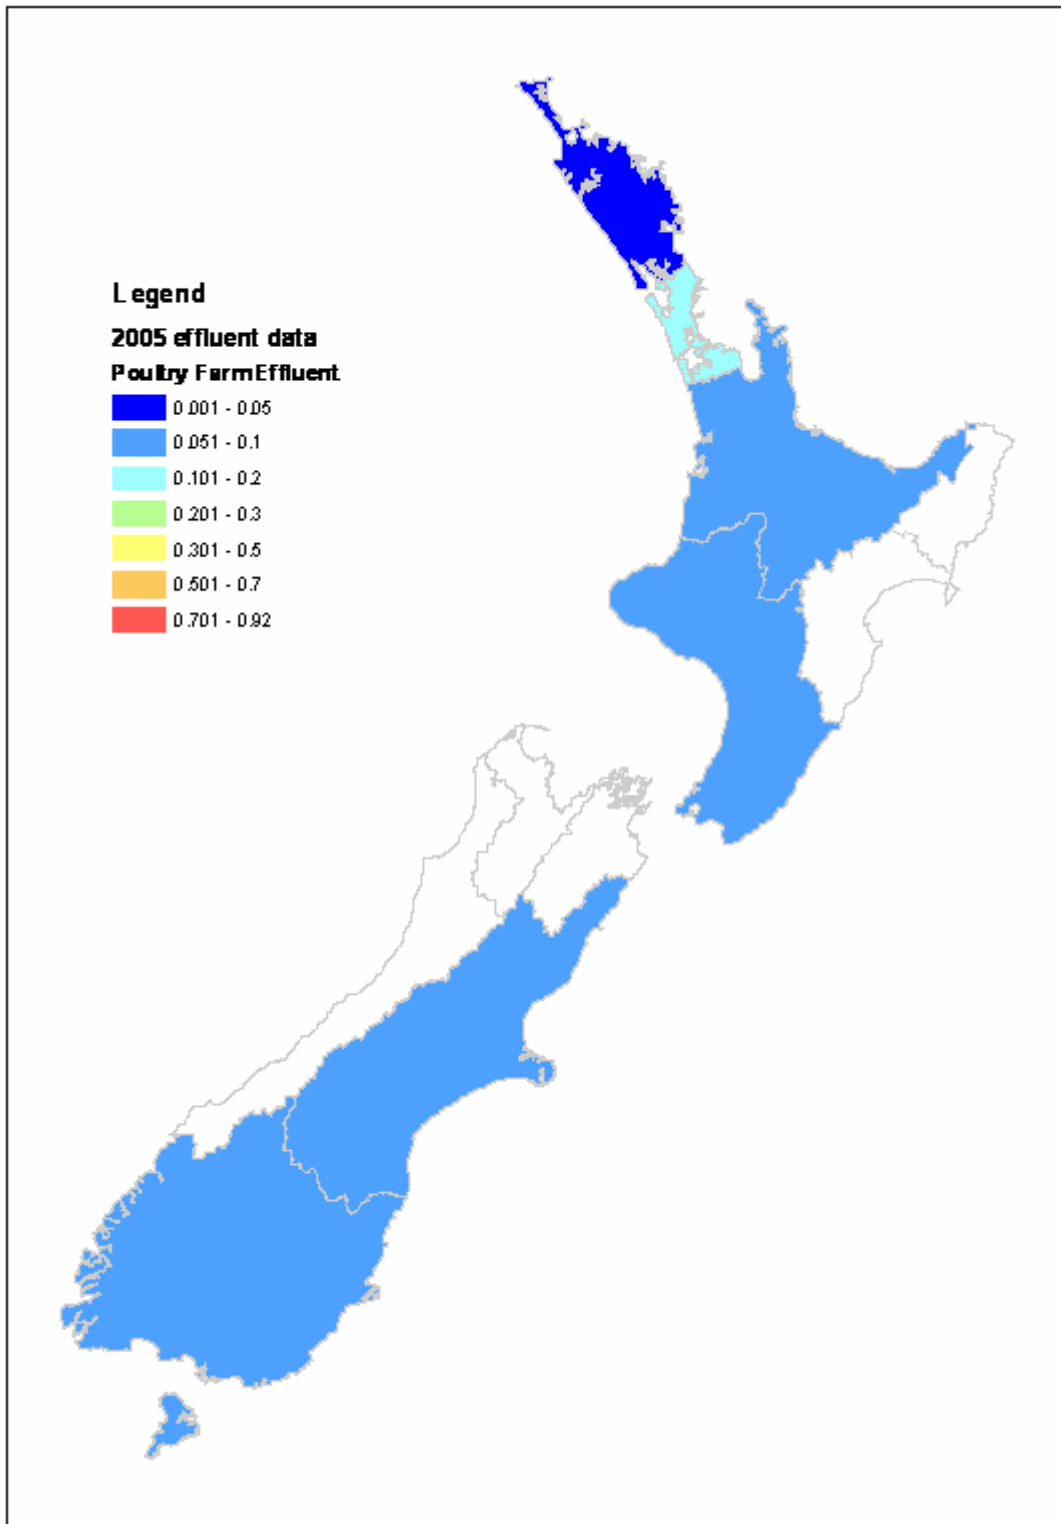 Legend
2005 effluent data
Poultry Farm Effluent
0.001 - 0.05
0.051 - 0.1
0.101 - 0.2
0.201 - 0.3
0.301 - 0.5
0.501 - 0.7
0.701 - 0.92